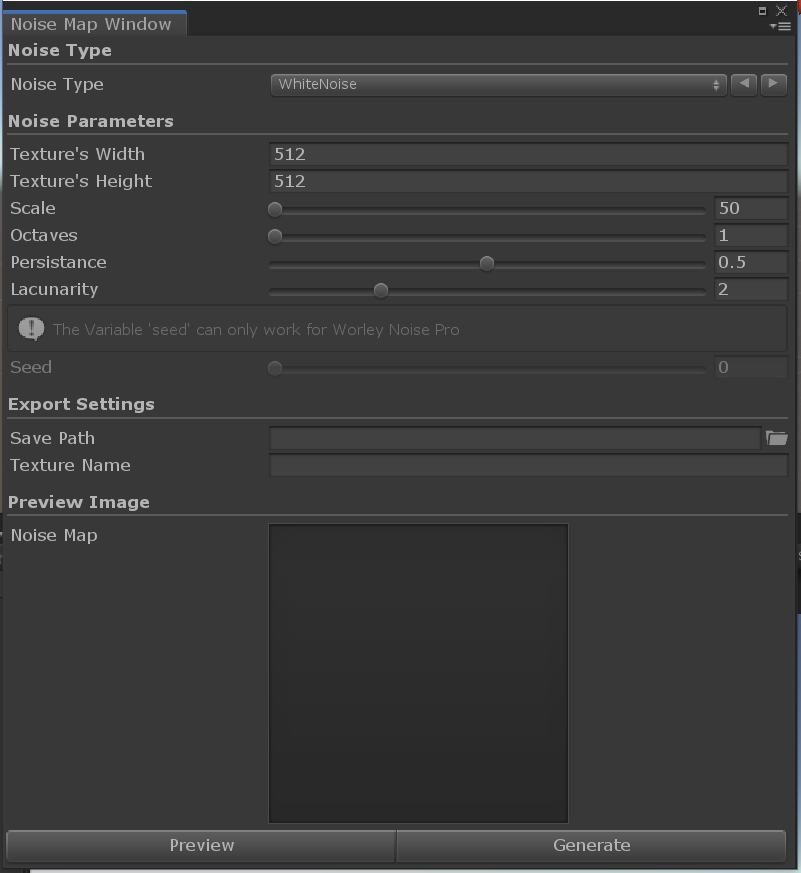 Noise Map Window
Noise Type
Noise Type WhiteNoise
Noise Parameters
Texture's Width 512
Texture's Height 512
Scale 50
Octaves 1
Persistance 0.5
Lacunarity 2
The Variable 'seed' can only work for Worley Noise Pro
Seed 0
Export Settings
Save Path
Texture Name
Preview Image
Noise Map
Preview Generate